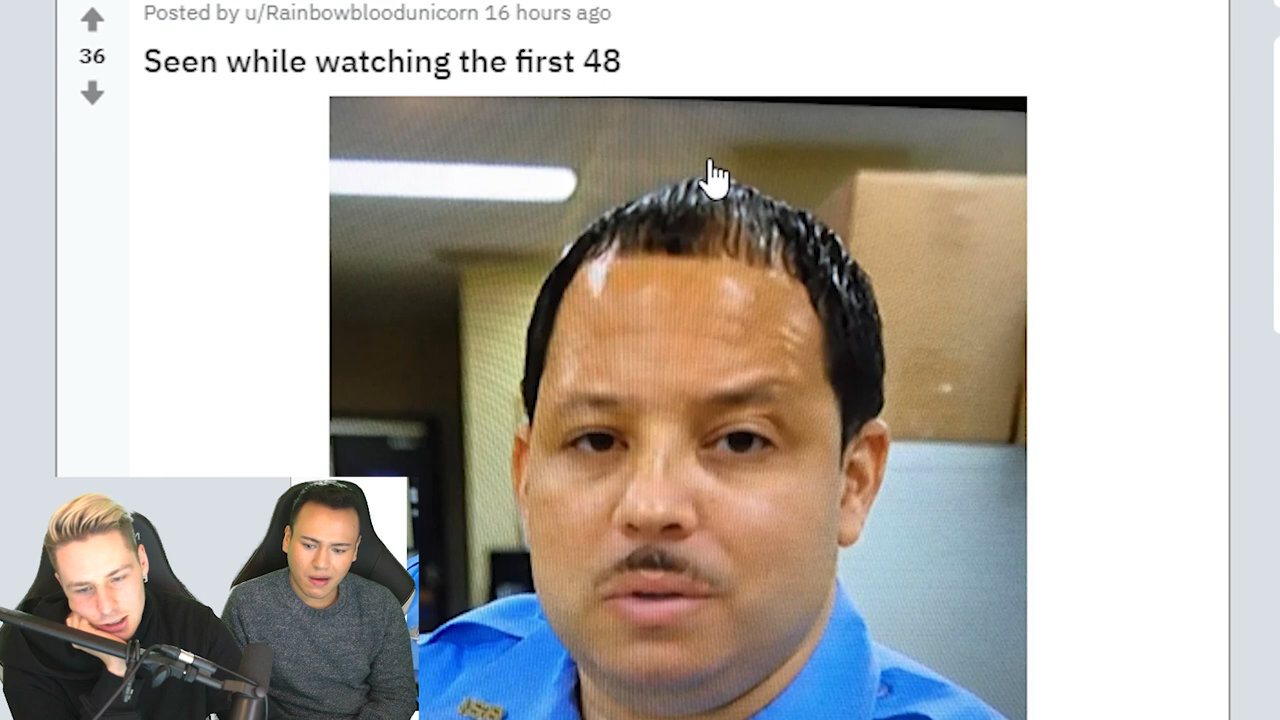 Posted by u/Rainbowbloodunicorn 16 hours ago
36
Seen while watching the first 48